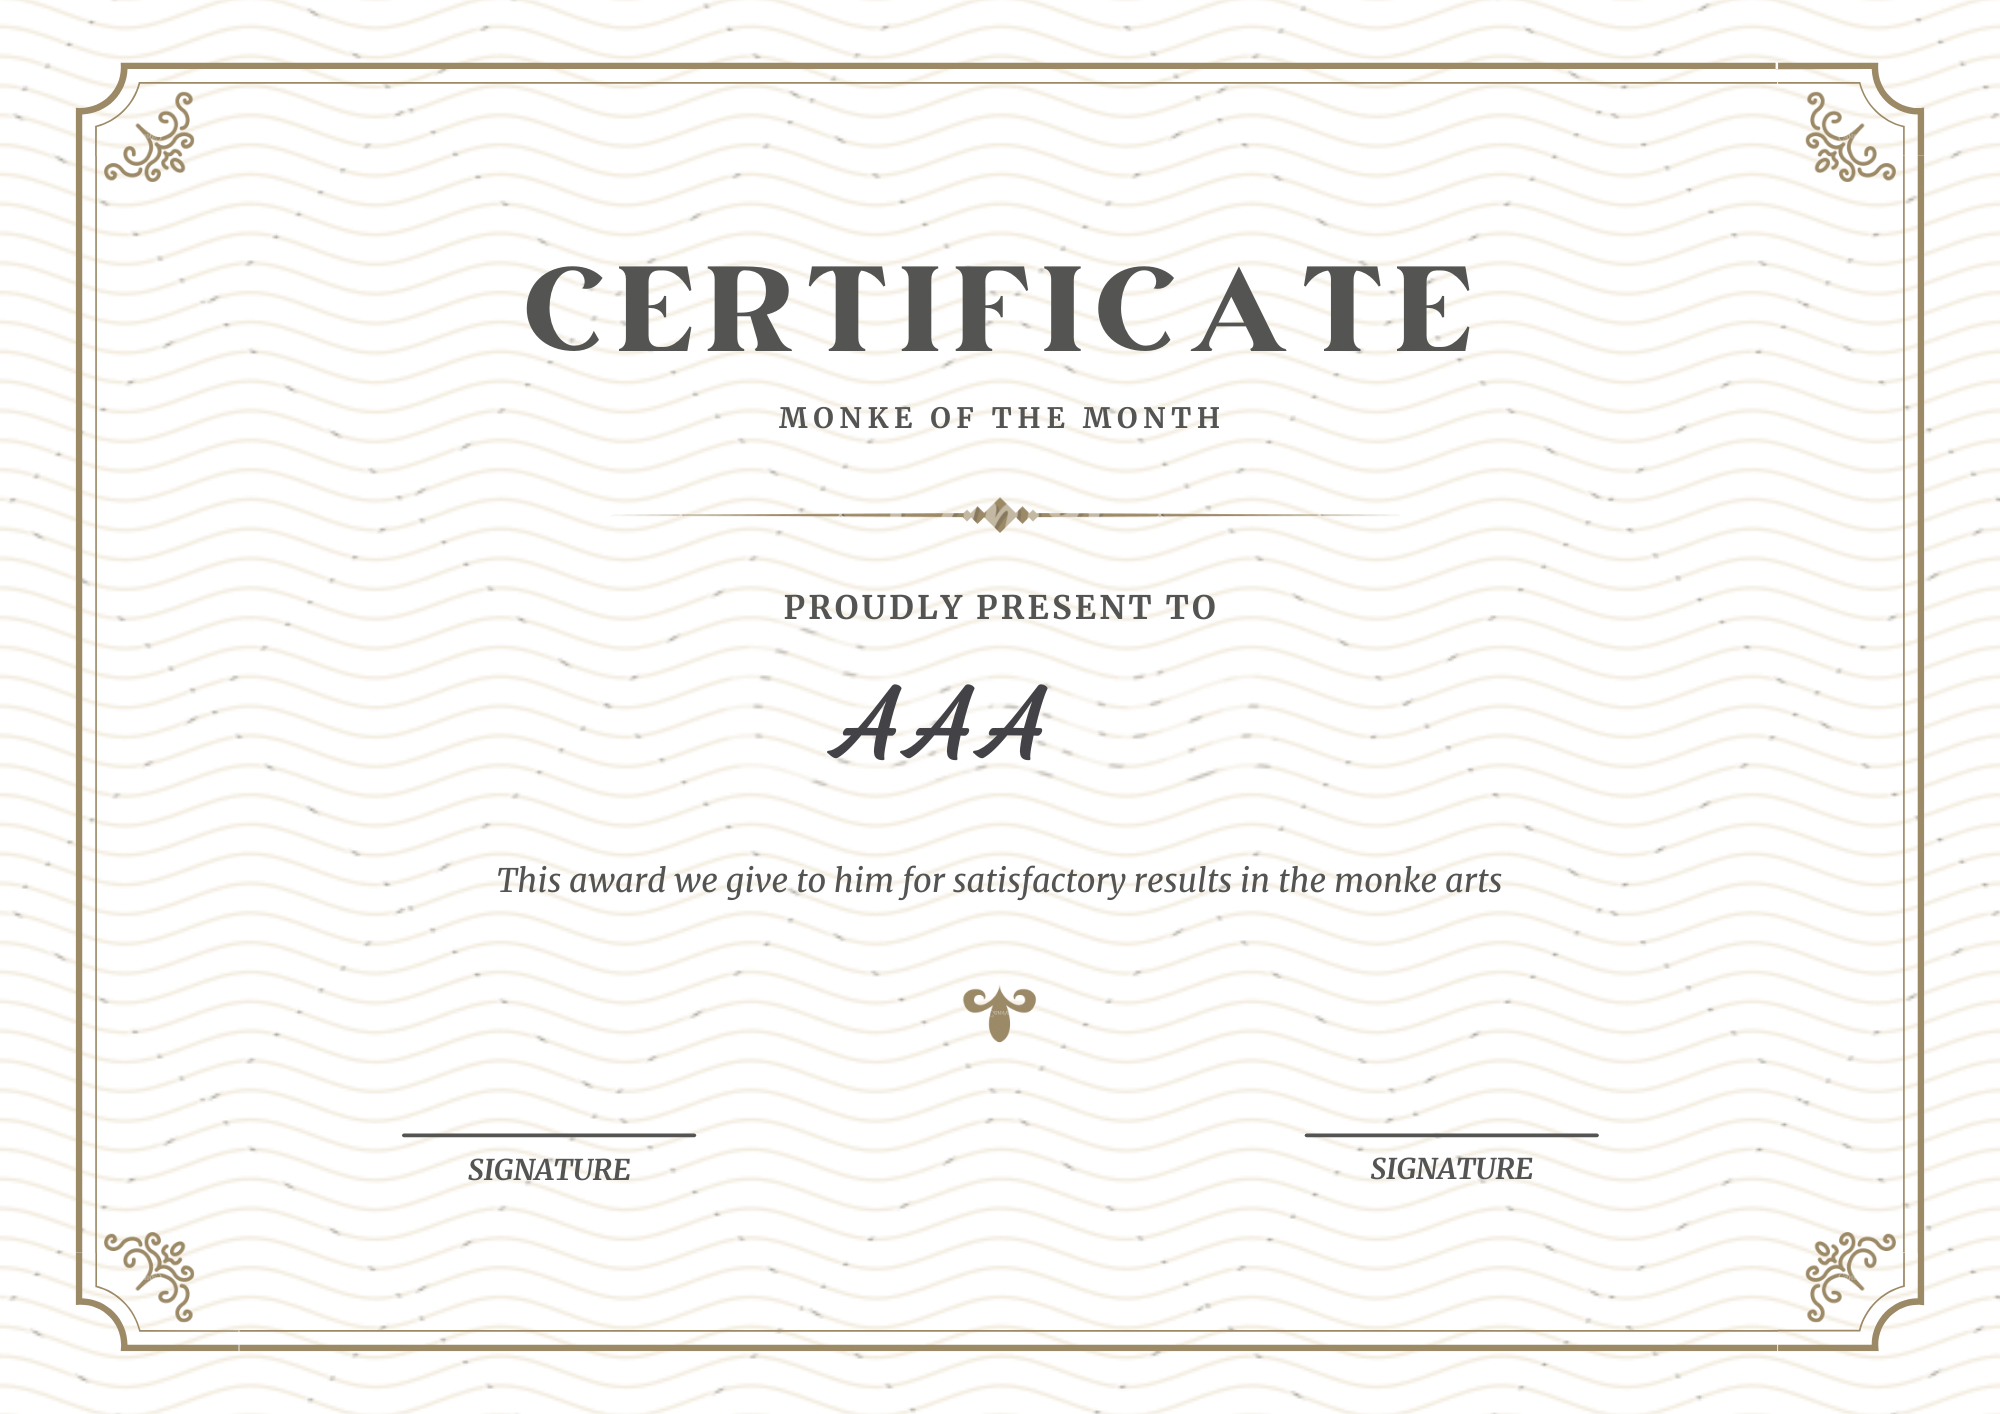 CERTIFICATE
MONKE OF THE MONTH
PROUDLY PRESENT TO
AAA
This award we give to him for satisfactory results in the monke arts
SIGNATURE
SIGNATURE